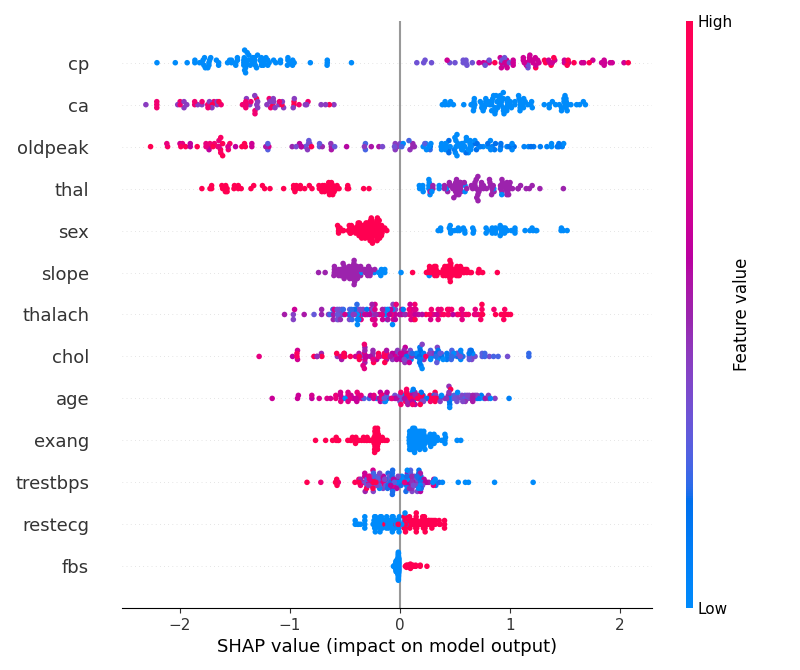 High
cp
ca
oldpeak
thal
sex
slope
thalach
chol
age
exang
trestbps
restecg
fbs
Feature value
Low
−2
−1
0
1
2
SHAP value (impact on model output)